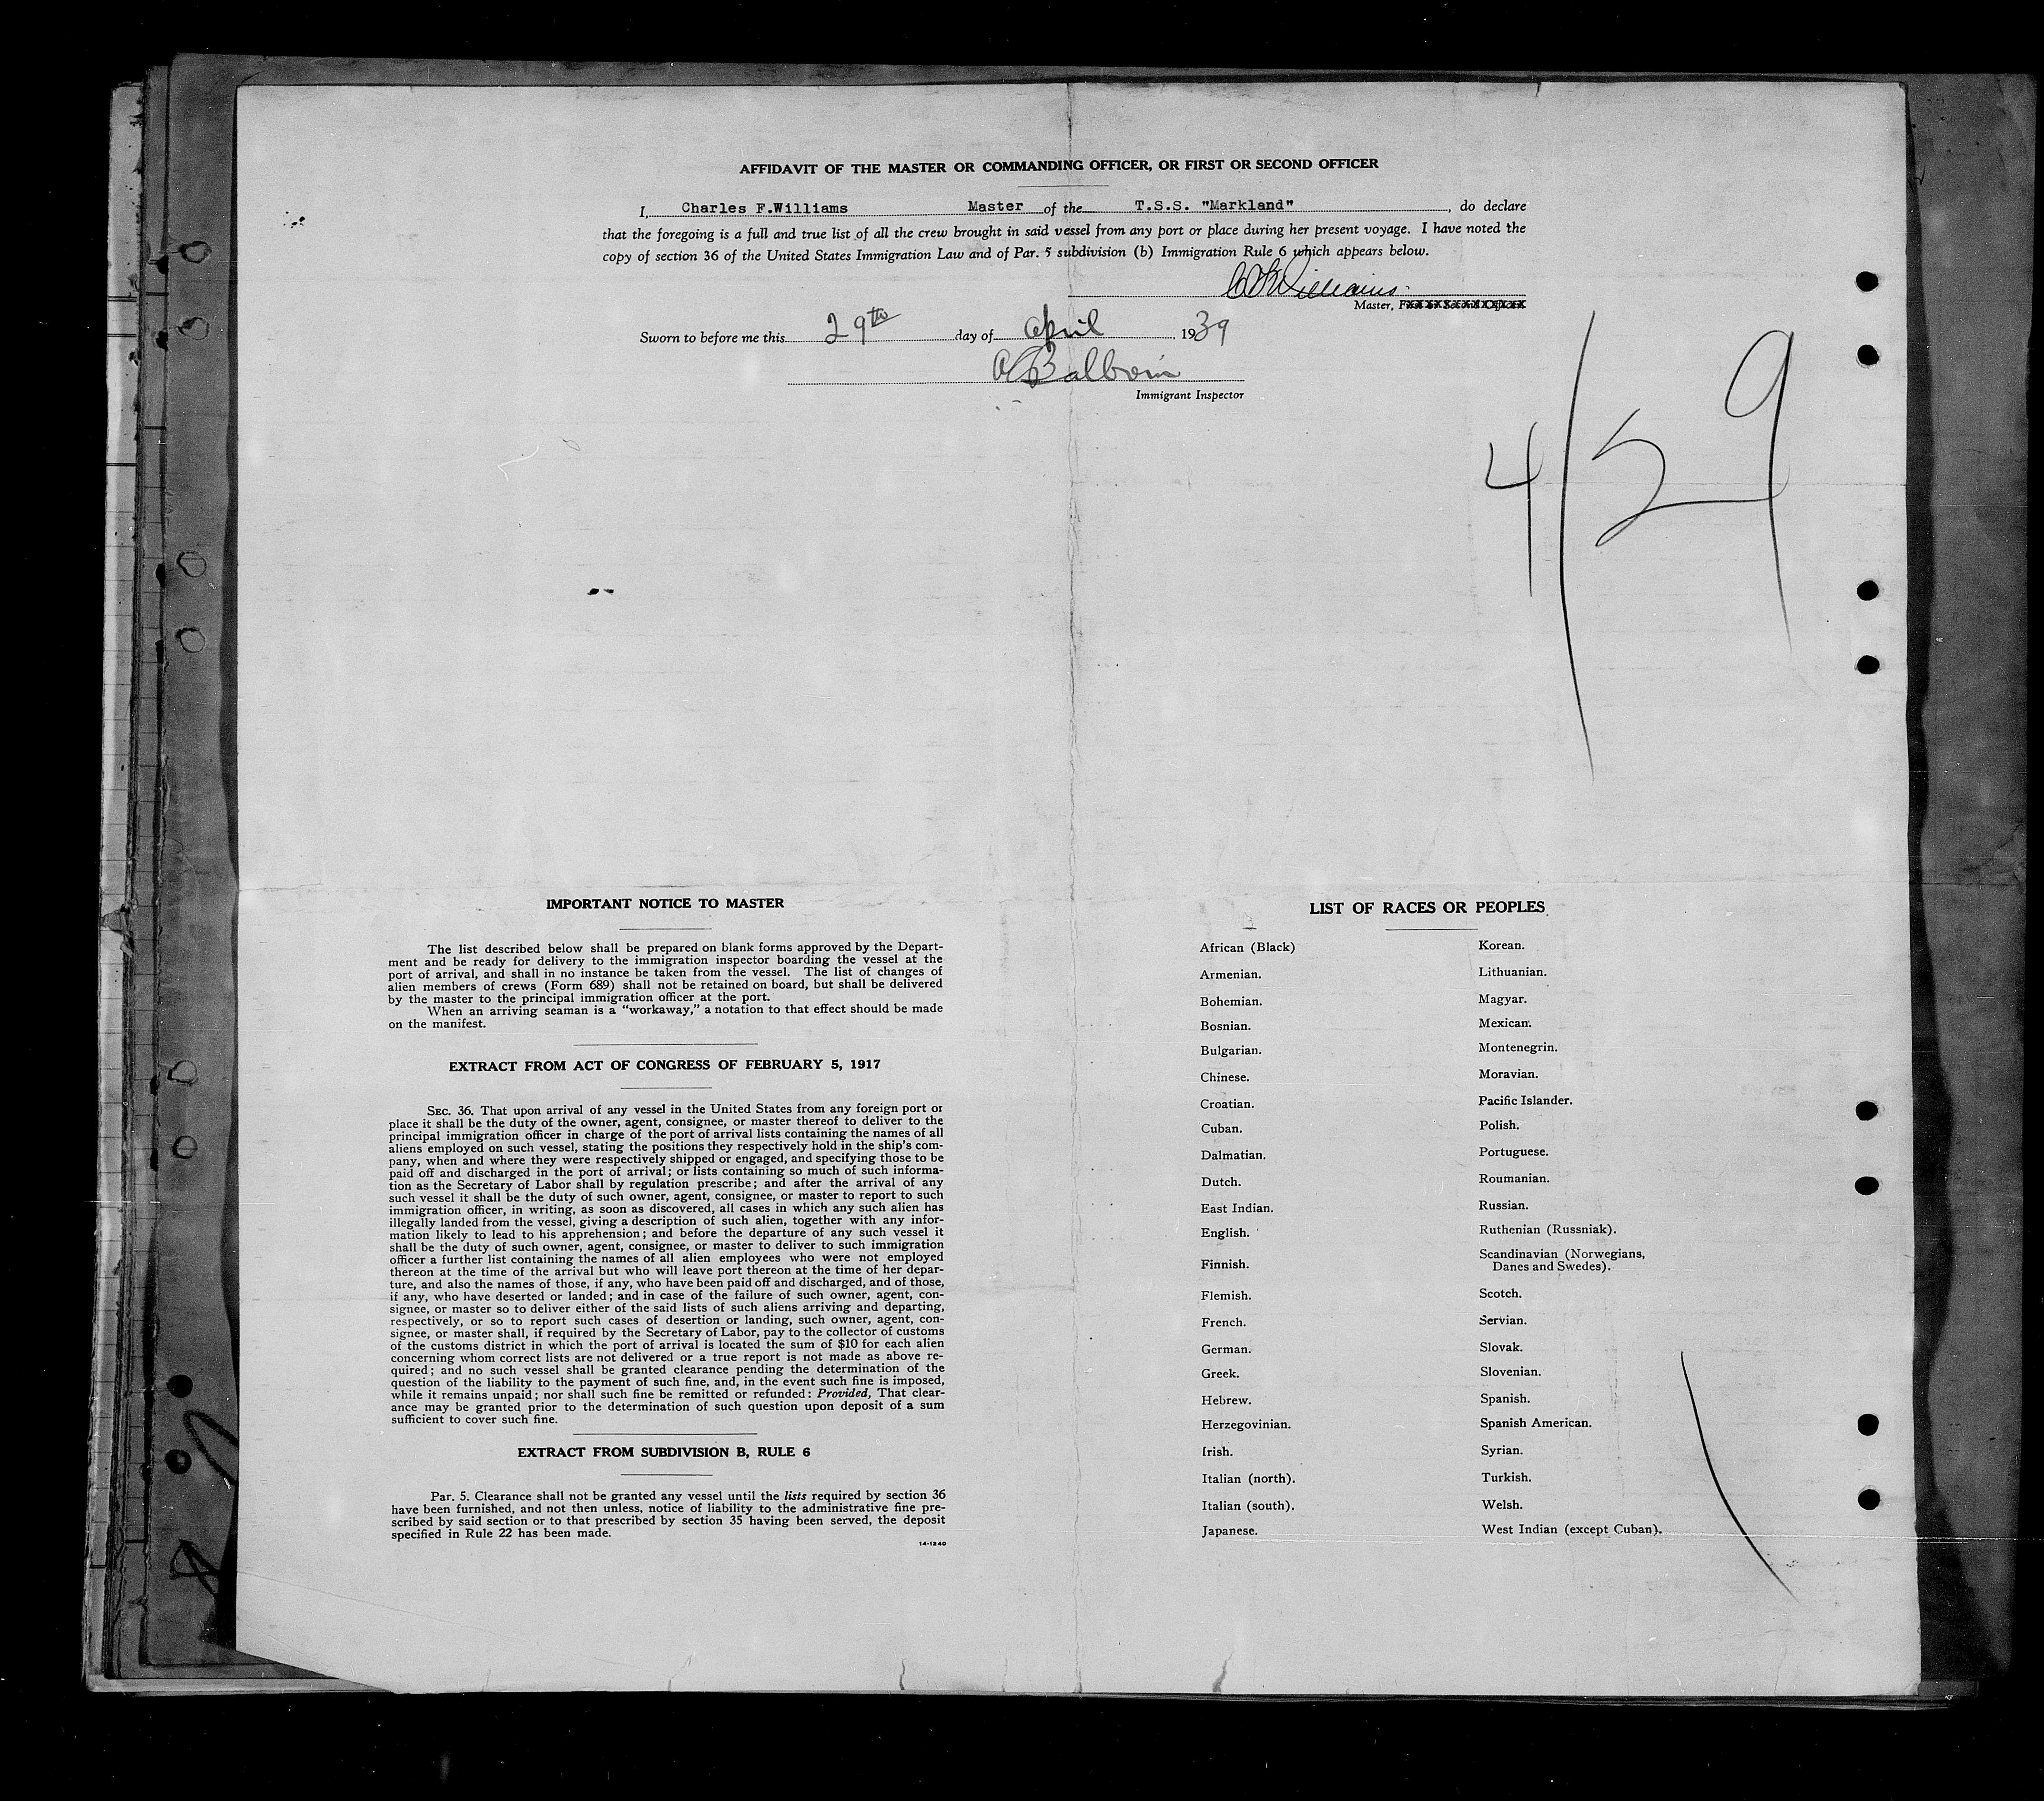 AFFIDAVIT OF THE MASTER OR COMMANDING OFFICER, OR FIRST OR SECOND OFFICER
I, Charles F.Williams Master of the T.S.S. "Markland", do declare
that the foregoing is a full and true list of all the crew brought in said vessel from any port or place during her present voyage. I have noted the
copy of section 36 of the United States Immigration Law and of Par. 5 subdivision (b) Immigration Rule 6 which appears below.
C F Williams.
Master,
Sworn to before me this 29th day of April, 1939
Immigrant Inspector
4/29
IMPORTANT NOTICE TO MASTER
The list described below shall be prepared on blank forms approved by the Depart-
ment and be ready for delivery to the immigration inspector boarding the vessel at the
port of arrival, and shall in no instance be taken from the vessel. The list of changes of
alien members of crews (Form 689) shall not be retained on board, but shall be delivered
by the master to the principal immigration officer at the port.
When an arriving seaman is a "workaway," a notation to that effect should be made
on the manifest.
EXTRACT FROM ACT OF CONGRESS OF FEBRUARY 5, 1917
SEC. 36. That upon arrival of any vessel in the United States from any foreign port or
place it shall be the duty of the owner, agent, consignee, or master thereof to deliver to the
principal immigration officer in charge of the port of arrival lists containing the names of all
aliens employed on such vessel, stating the positions they respectively hold in the ship's com-
pany, when and where they were respectively shipped or engaged, and specifying those to be
paid off and discharged in the port of arrival; or lists containing so much of such informa-
tion as the Secretary of Labor shall by regulation prescribe; and after the arrival of any
such vessel it shall be the duty of such owner, agent, consignee, or master to report to such
immigration officer, in writing, as soon as discovered, all cases in which any such alien has
illegally landed from the vessel, giving a description of such alien, together with any infor-
mation likely to lead to his apprehension; and before the departure of any such vessel it
shall be the duty of such owner, agent, consignee, or master to deliver to such immigration
officer a further list containing the names of all alien employees who were not employed
thereon at the time of the arrival but who will leave port thereon at the time of her depar-
ture, and also the names of those, if any, who have been paid off and discharged, and of those,
if any, who have deserted or landed; and in case of the failure of such owner, agent, con-
signee, or master so to deliver either of the said lists of such aliens arriving and departing,
respectively, or so to report such cases of desertion or landing, such owner, agent, con-
signee, or master shall, if required by the Secretary of Labor, pay to the collector of customs
of the customs district in which the port of arrival is located the sum of $10 for each alien
concerning whom correct lists are not delivered or a true report is not made as above re-
quired; and no such vessel shall be granted clearance pending the determination of the
question of the liability to the payment of such fine, and, in the event such fine is imposed,
while it remains unpaid; nor shall such fine be remitted or refunded: Provided, That clear-
ance may be granted prior to the determination of such question upon deposit of a sum
sufficient to cover such fine.
EXTRACT FROM SUBDIVISION B, RULE 6
Par. 5. Clearance shall not be granted any vessel until the lists required by section 36
have been furnished, and not then unless, notice of liability to the administrative fine pre-
scribed by said section or to that prescribed by section 35 having been served, the deposit
specified in Rule 22 has been made.
14-1240
LIST OF RACES OR PEOPLES
African (Black)
Armenian.
Bohemian.
Bosnian.
Bulgarian.
Chinese.
Croatian.
Cuban.
Dalmatian.
Dutch.
East Indian.
English.
Finnish.
Flemish.
French.
German.
Greek.
Hebrew.
Herzegovinian.
Irish.
Italian (north).
Italian (south).
Japanese.
Korean.
Lithuanian.
Magyar.
Mexican.
Montenegrin.
Moravian.
Pacific Islander.
Polish.
Portuguese.
Roumanian.
Russian.
Ruthenian (Russniak).
Scandinavian (Norwegians,
Danes and Swedes).
Scotch.
Servian.
Slovak.
Slovenian.
Spanish.
Spanish American.
Syrian.
Turkish.
Welsh.
West Indian (except Cuban).